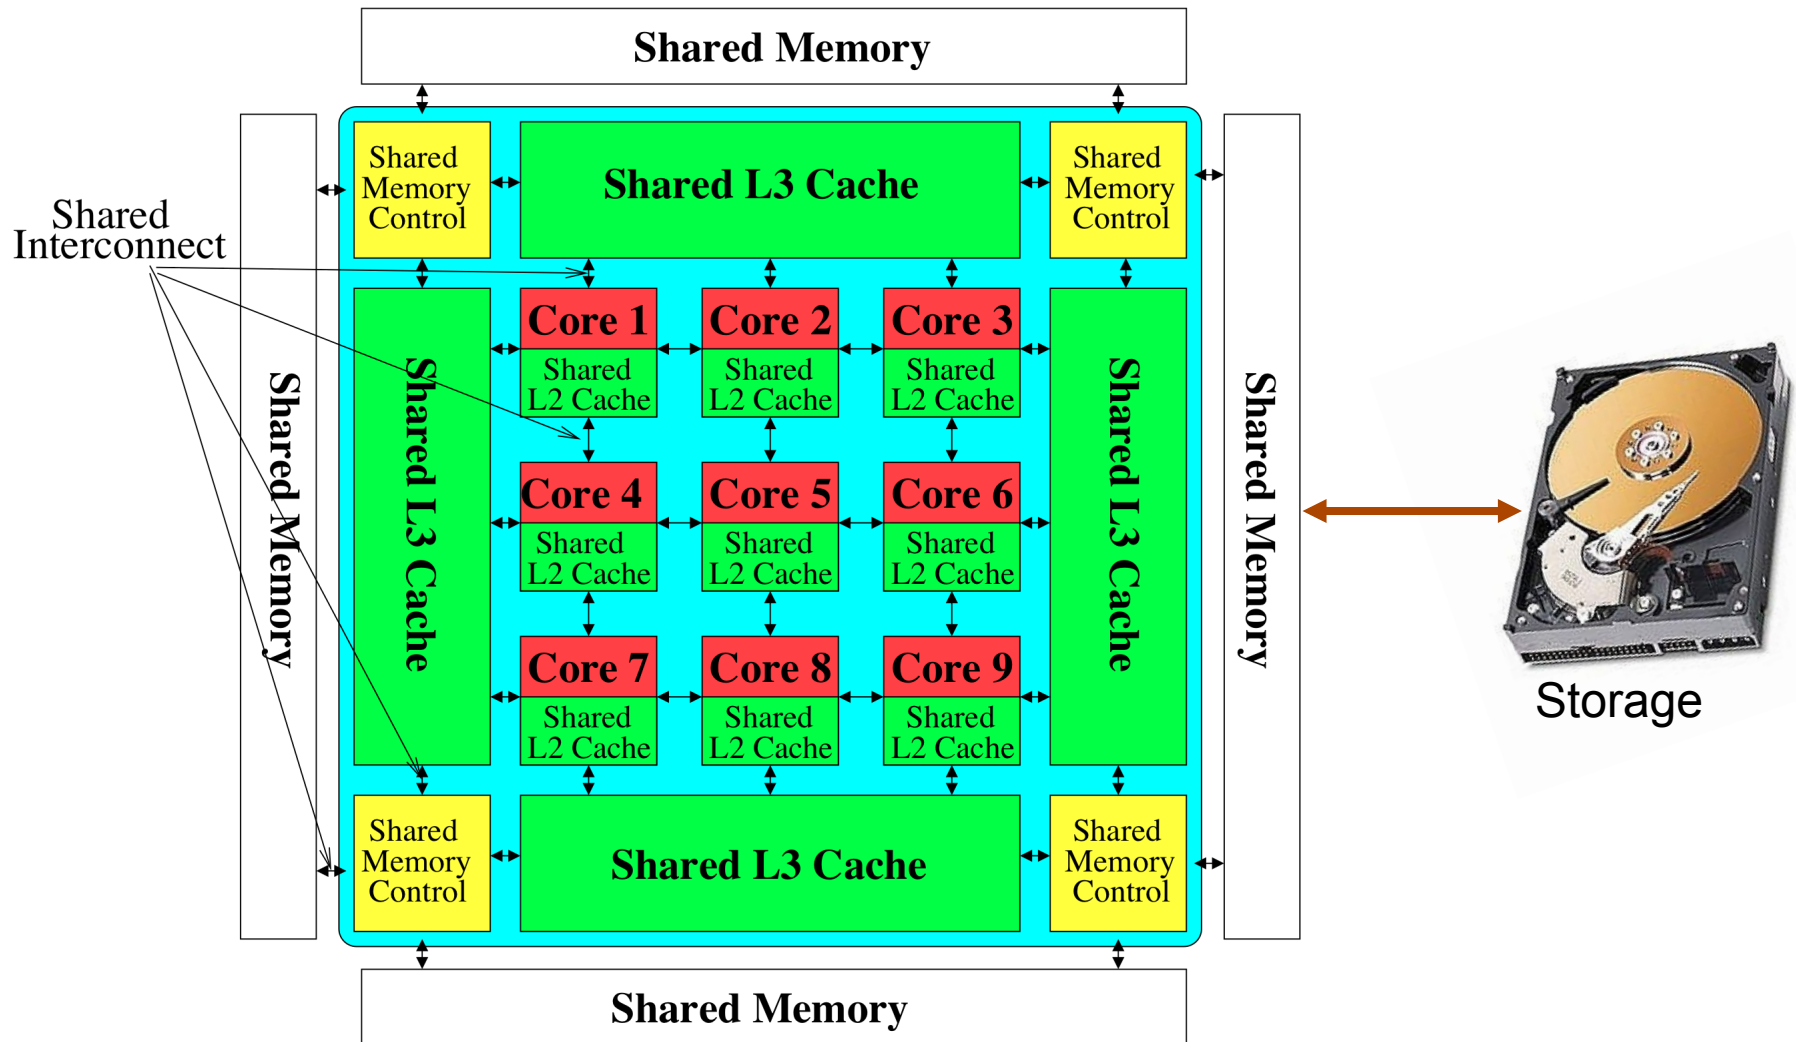 Shared Memory
Shared
Memory
Control
Shared L3 Cache
Shared
Memory
Control
Shared
Interconnect
Shared Memory
Shared L3 Cache
Core 1
Shared
L2 Cache
Core 2
Shared
L2 Cache
Core 3
Shared
L2 Cache
Core 4
Shared
L2 Cache
Core 5
Shared
L2 Cache
Core 6
Shared
L2 Cache
Core 7
Shared
L2 Cache
Core 8
Shared
L2 Cache
Core 9
Shared
L2 Cache
Shared L3 Cache
Shared Memory
Storage
Shared
Memory
Control
Shared L3 Cache
Shared
Memory
Control
Shared Memory